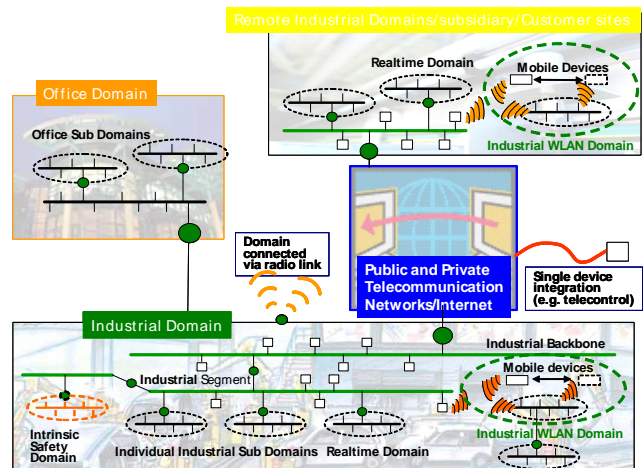 Remote Industrial Domains/subsidiary/Customer sites
Realtime Domain
Mobile Devices
Industrial WLAN Domain
Office Domain
Office Sub Domains
Domain
connected
via radio link
Public and Private
Telecommunication
Networks/Internet
Single device
integration
(e.g. telecontrol)
Industrial Domain
Industrial Backbone
Mobile devices
Industrial Segment
Intrinsic
Safety
Domain
Individual Industrial Sub Domains
Realtime Domain
Industrial WLAN Domain